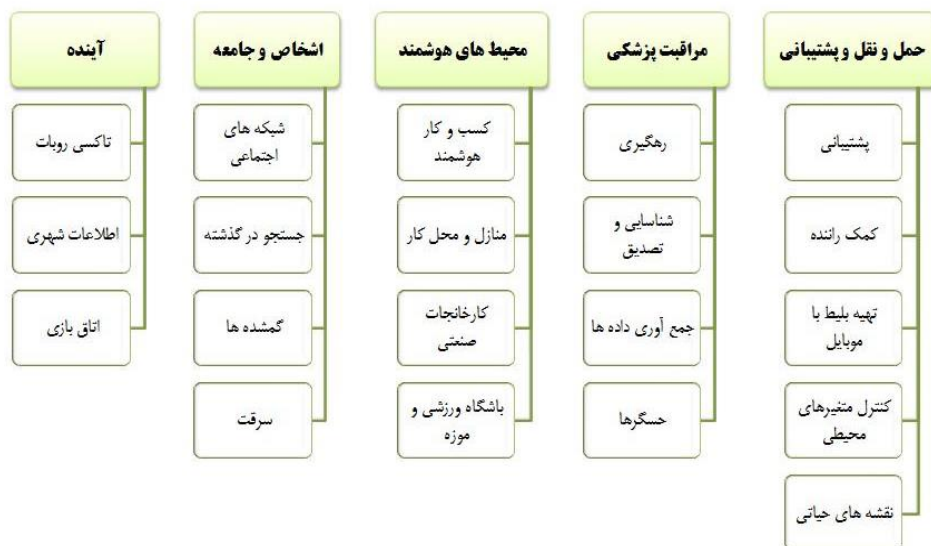 حمل و نقل و پشتیبانی
پشتیبانی
کمک راننده
تهیه بلیط با
موبایل
کنترل متغیرهای
محیطی
نقشه های حیاتی
مراقبت پزشکی
رهگیری
شناسایی و
تصدیق
جمع آوری داده ها
حسگرها
محیط های هوشمند
کسب و کار
هوشمند
منازل و محل کار
کارخانجات
صنعتی
باشگاه ورزشی و
موزه
اشخاص و جامعه
شبکه های
اجتماعی
جستجو در گذشته
گمشده ها
سرقت
آینده
تاکسی روبات
اطلاعات شهری
اتاق بازی